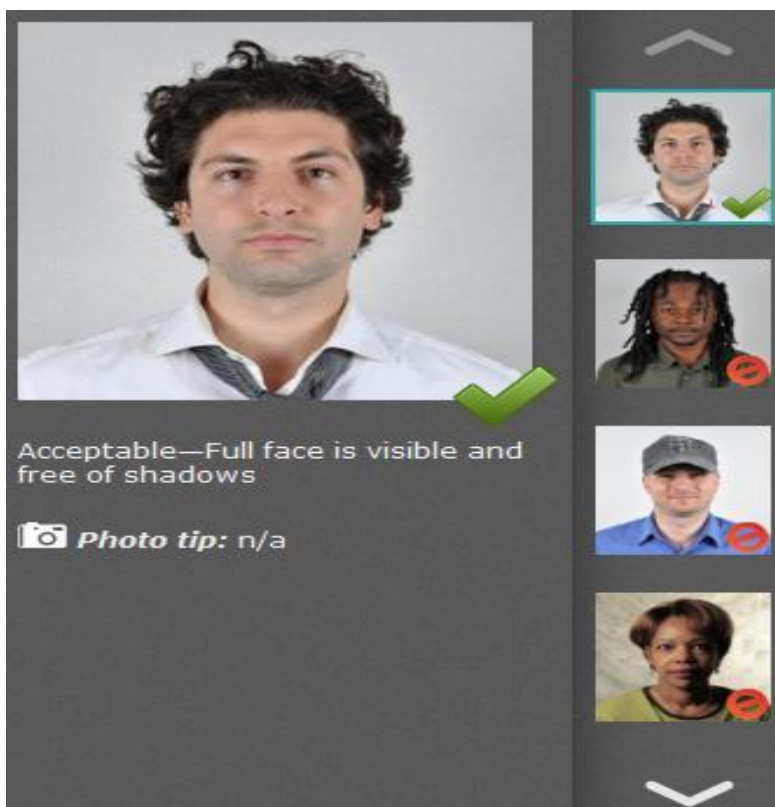 Acceptable—Full face is visible and
free of shadows
Photo tip: n/a